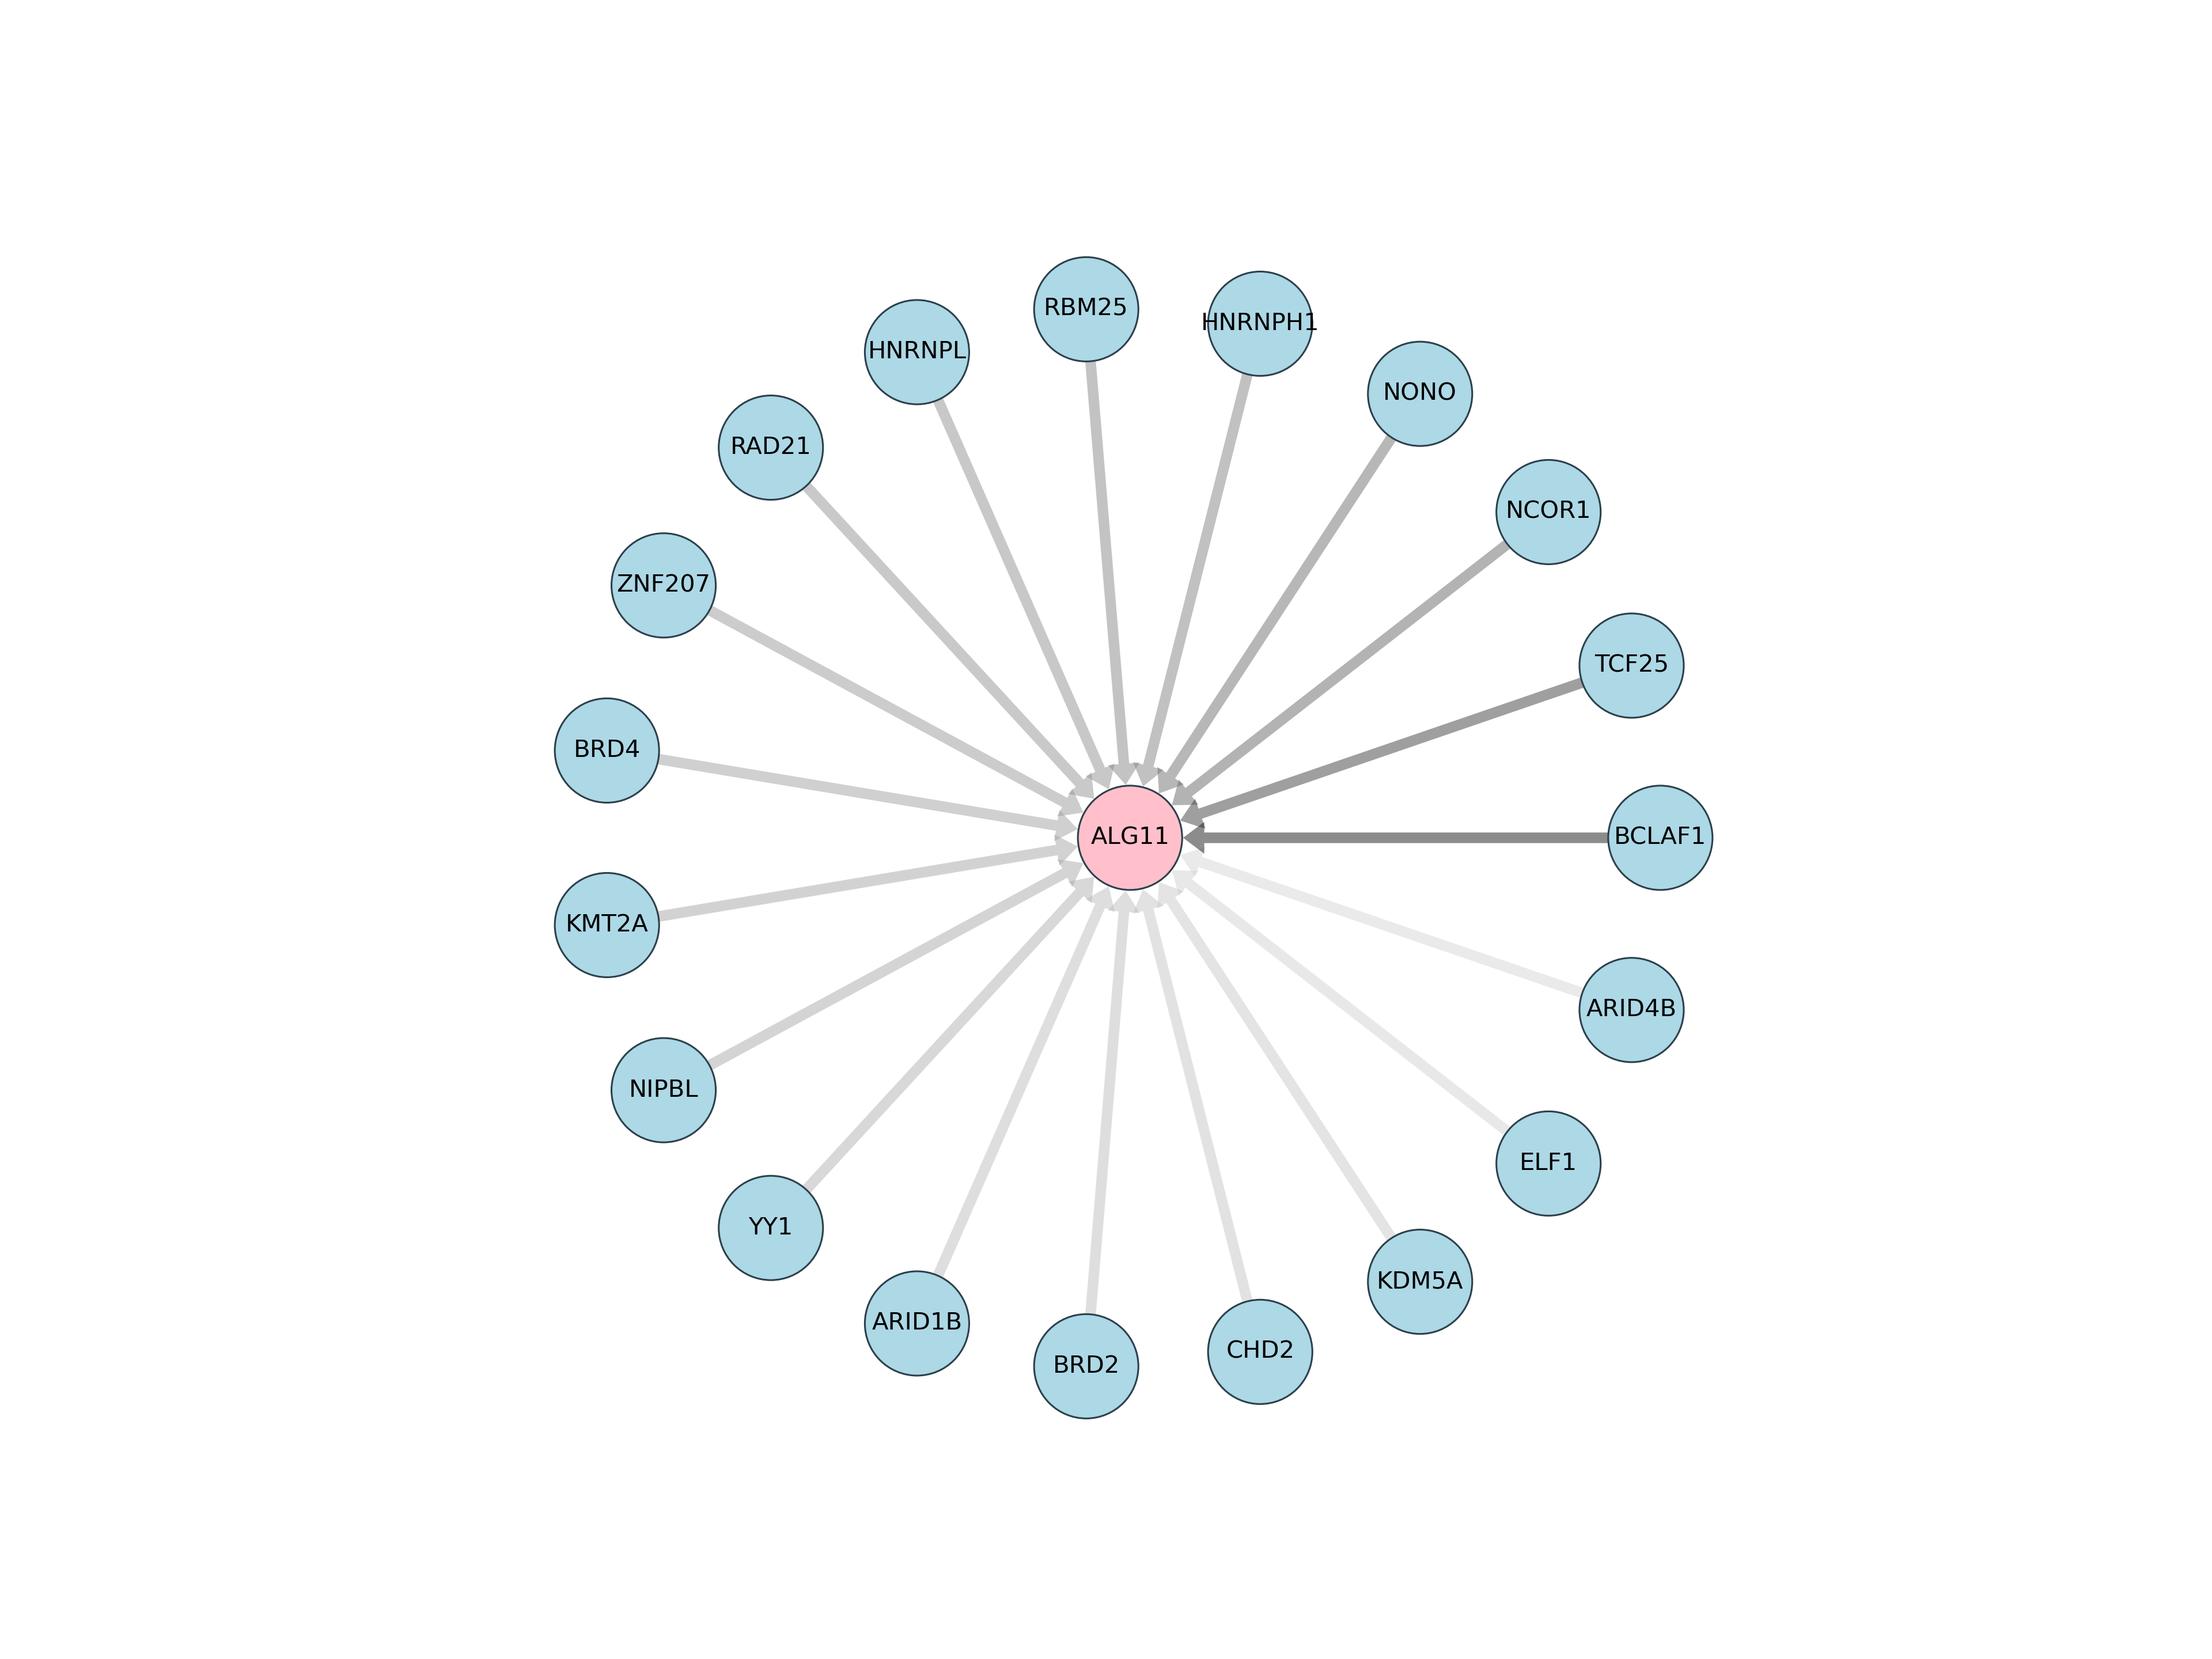 RBM25
HNRNPH1
HNRNPL
NONO
RAD21
NCOR1
ZNF207
TCF25
BRD4
ALG11
BCLAF1
KMT2A
ARID4B
NIPBL
ELF1
YY1
KDM5A
ARID1B
CHD2
BRD2